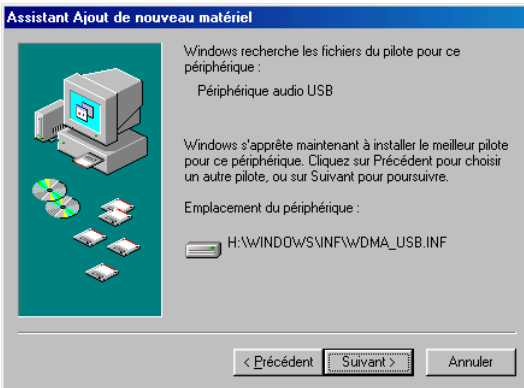 Assistant Ajout de nouveau matériel
Windows recherche les fichiers du pilote pour ce
périphérique :
Périphérique audio USB
Windows s'apprête maintenant à installer le meilleur pilote
pour ce périphérique. Cliquez sur Précédent pour choisir
un autre pilote, ou sur Suivant pour poursuivre.
Emplacement du périphérique :
H:\WINDOWS\INF\WDMA_USB.INF
< Précédent
Suivant >
Annuler